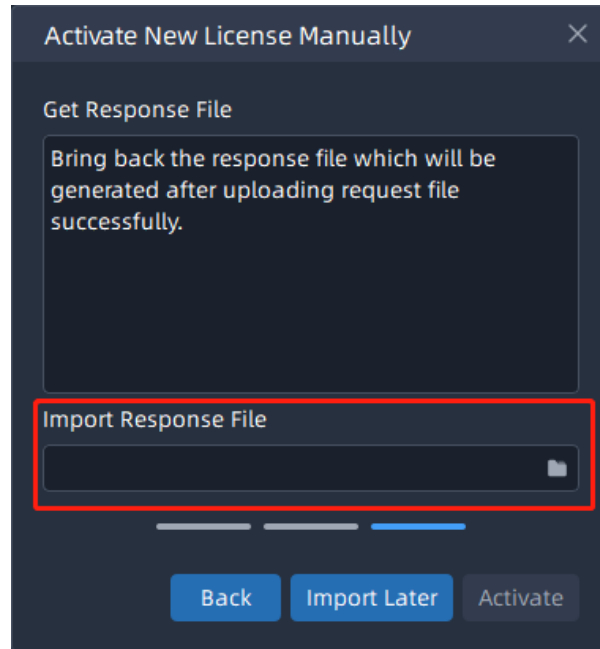 Activate New License Manually
Get Response File
Bring back the response file which will be
generated after uploading request file
successfully.
Import Response File
Back
Import Later
Activate